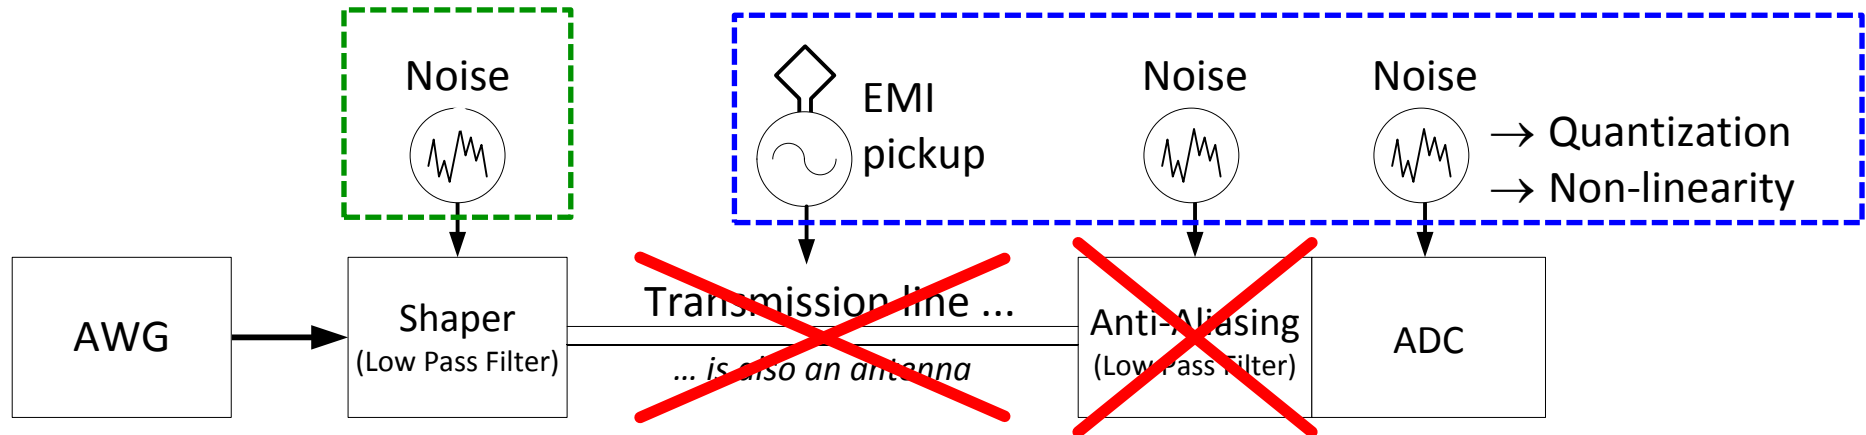 Noise
EMI
pickup
Noise
Noise
→ Quantization
→ Non-linearity
AWG
Shaper
(Low Pass Filter)
Transmission line ...
... is also an antenna
Anti-Aliasing
(Low Pass Filter)
ADC